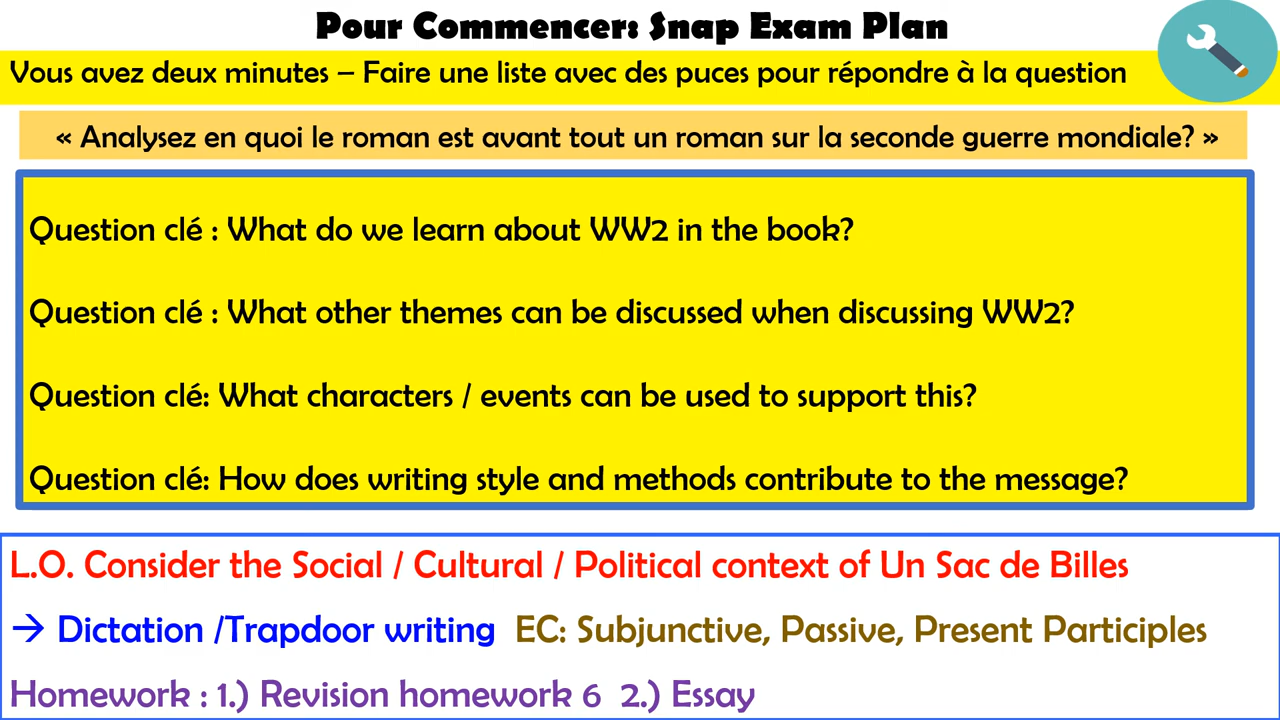 Pour Commencer: Snap Exam Plan
Vous avez deux minutes – Faire une liste avec des puces pour répondre à la question
« Analysez en quoi le roman est avant tout un roman sur la seconde guerre mondiale? »
Question clé : What do we learn about WW2 in the book?
Question clé : What other themes can be discussed when discussing WW2?
Question clé: What characters / events can be used to support this?
Question clé: How does writing style and methods contribute to the message?
L.O. Consider the Social / Cultural / Political context of Un Sac de Billes
→ Dictation /Trapdoor writing EC: Subjunctive, Passive, Present Participles
Homework : 1.) Revision homework 6 2.) Essay